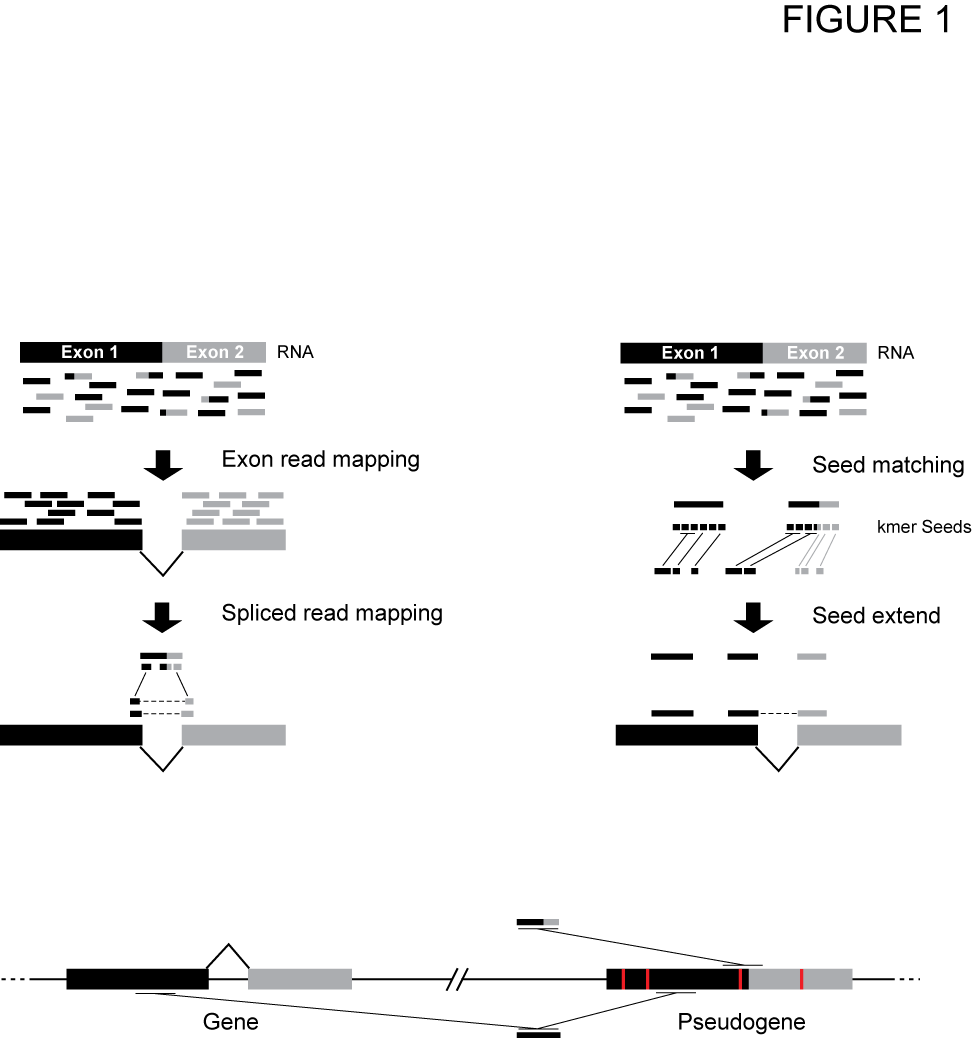 FIGURE 1
Exon 1 Exon 2 RNA
Exon read mapping
Spliced read mapping
Exon 1 Exon 2 RNA
Seed matching
kmer Seeds
Seed extend
Gene
Pseudogene